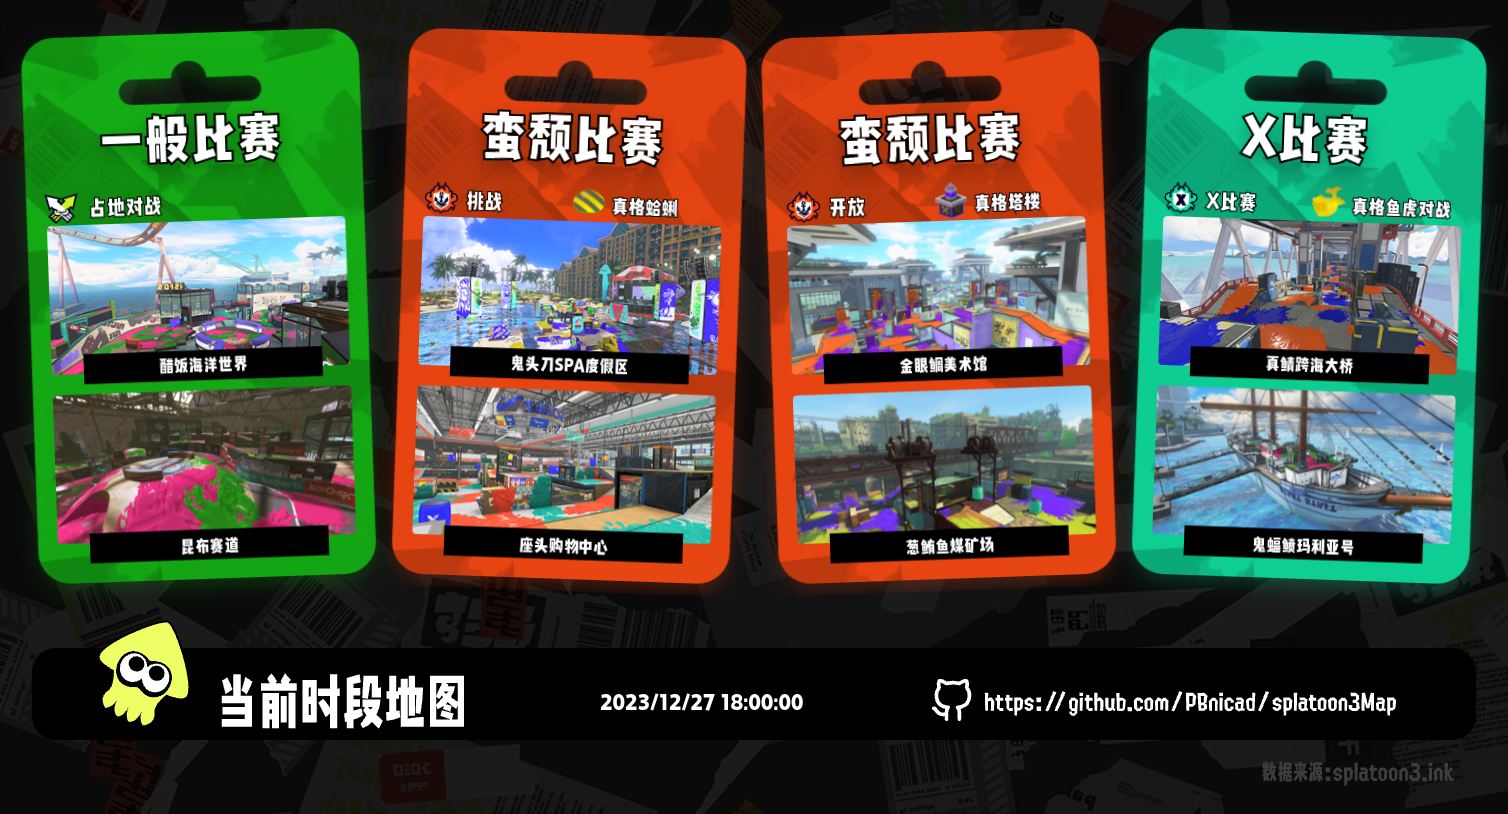 一般比赛
占地对战
醋饭海洋世界
昆布赛道
蛮颓比赛
挑战
真格蛤蜊
鬼头刀SPA度假区
座头购物中心
蛮颓比赛
开放
真格塔楼
金眼鲷美术馆
葱鲔鱼煤矿场
X比赛
X比赛
真格鱼虎对战
真鲭跨海大桥
鬼蝠鲼玛利亚号
当前时段地图
2023/12/27 18:00:00
https://github.com/PBnicad/splatoon3Map
数据来源:splatoon3.ink